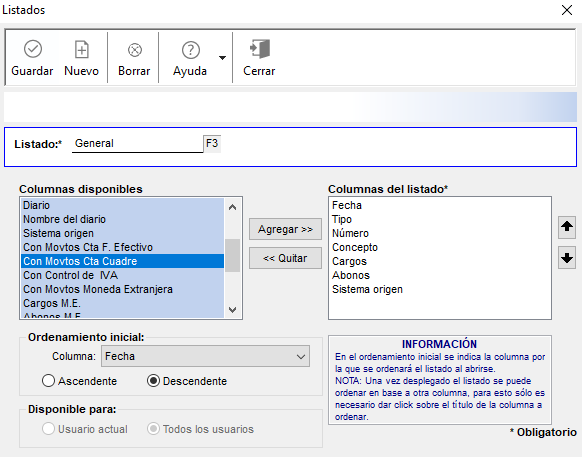 Listados
Guardar Nuevo Borrar Ayuda Cerrar
Listado:* General F3
Columnas disponibles
Diario
Nombre del diario
Sistema origen
Con Movtos Cta F. Efectivo
Con Movtos Cta Cuadre
Con Control de IVA
Con Movtos Moneda Extranjera
Cargos M.E.
Abonos M.E.
Agregar >>
<< Quitar
Columnas del listado*
Fecha
Tipo
Número
Concepto
Cargos
Abonos
Sistema origen
Ordenamiento inicial:
Columna: Fecha
Ascendente Descendente
Disponible para:
Usuario actual Todos los usuarios
INFORMACIÓN
En el ordenamiento inicial se indica la columna por
la que se ordenará el listado al abrirse.
NOTA: Una vez desplegado el listado se puede
ordenar en base a otra columna, para esto sólo es
necesario dar click sobre el título de la columna a
ordenar.
* Obligatorio